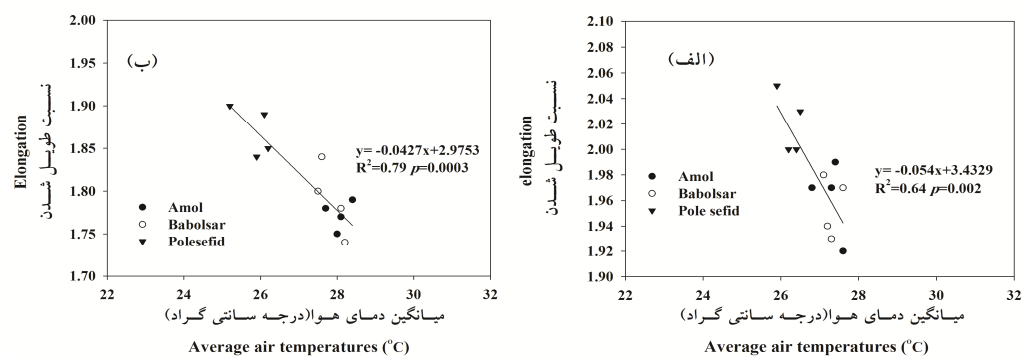 2.00
1.95
1.90
1.85
1.80
1.75
1.70
Elongation
نسبت طویل شدن
(ب)
y= -0.0427x+2.9753
R²=0.79 p=0.0003
Amol
Babolsar
Polesefid
22 24 26 28 30 32
میانگین دمای هوا(درجه سانتی گراد)
Average air temperatures (°C)
2.10
2.08
2.06
2.04
2.02
2.00
1.98
1.96
1.94
1.92
1.90
elongation
نسبت طویل شدن
(الف)
y= -0.054x+3.4329
R²=0.64 p=0.002
Amol
Babolsar
Pole sefid
22 24 26 28 30 32
میانگین دمای هوا(درجه سانتی گراد)
Average air temperatures (°C)